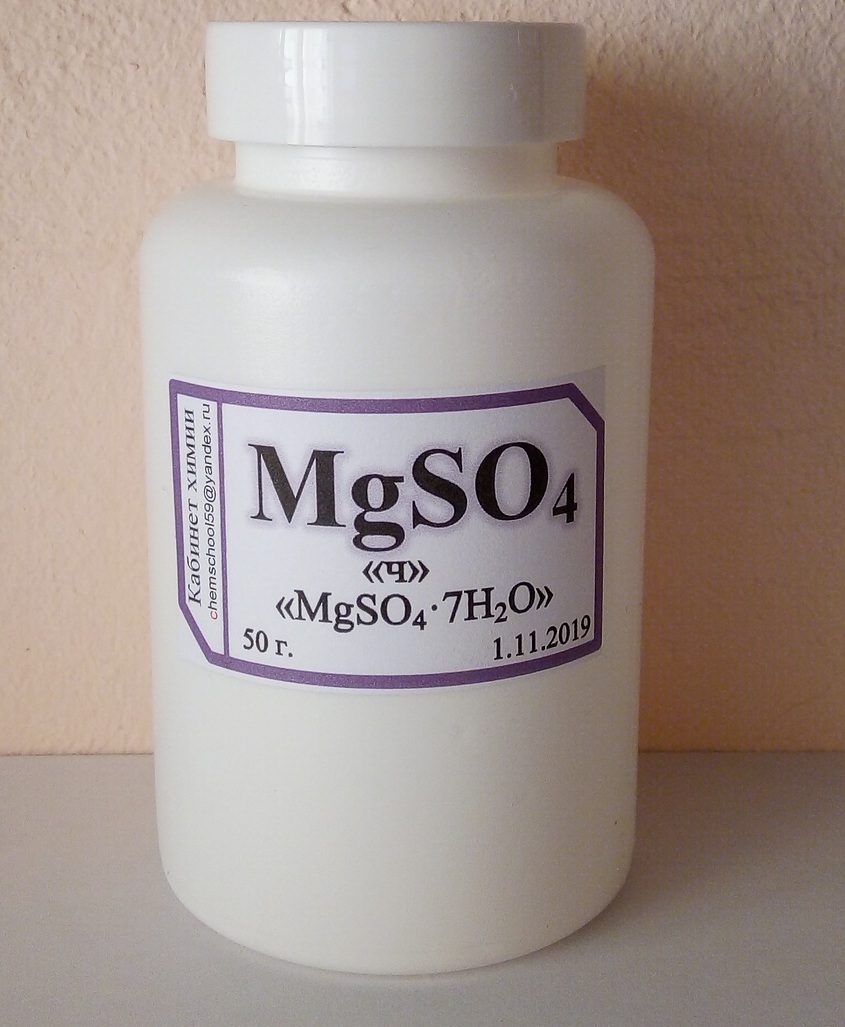 Кабинет химии
chemschool59@yandex.ru
MgSO₄
«ч»
«MgSO₄·7H₂O»
50 г.
1.11.2019